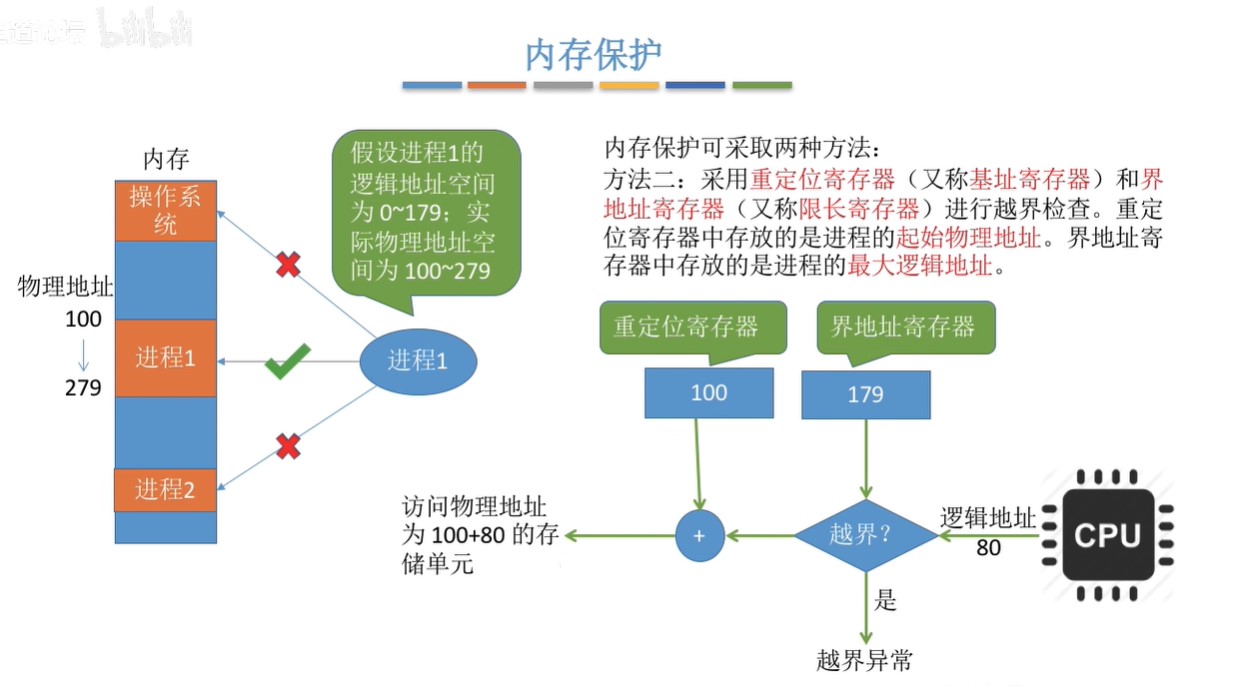 bilibili
内存保护
内存
操作系
统
物理地址
100
279
进程1
进程2
假设进程1的
逻辑地址空间
为 0~179；实
际物理地址空
间为 100~279
进程1
内存保护可采取两种方法：
方法二：采用重定位寄存器（又称基址寄存器）和界
地址寄存器（又称限长寄存器）进行越界检查。重定
位寄存器中存放的是进程的起始物理地址。界地址寄
存器中存放的是进程的最大逻辑地址。
重定位寄存器
界地址寄存器
100
179
访问物理地址
为 100+80 的存
储单元
+
越界？
逻辑地址
80
CPU
是
越界异常